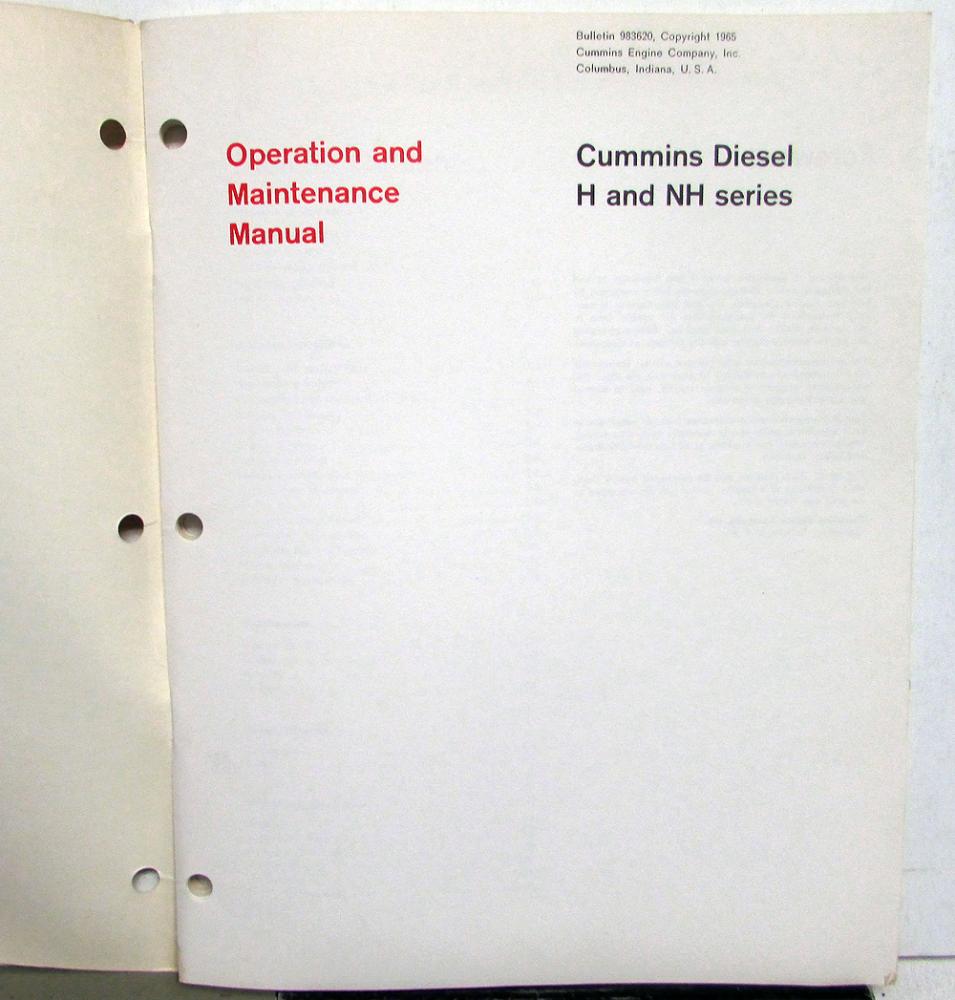 Bulletin 983620, Copyright 1965
Cummins Engine Company, Inc.
Columbus, Indiana, U. S. A.
Operation and
Maintenance
Manual
Cummins Diesel
H and NH series